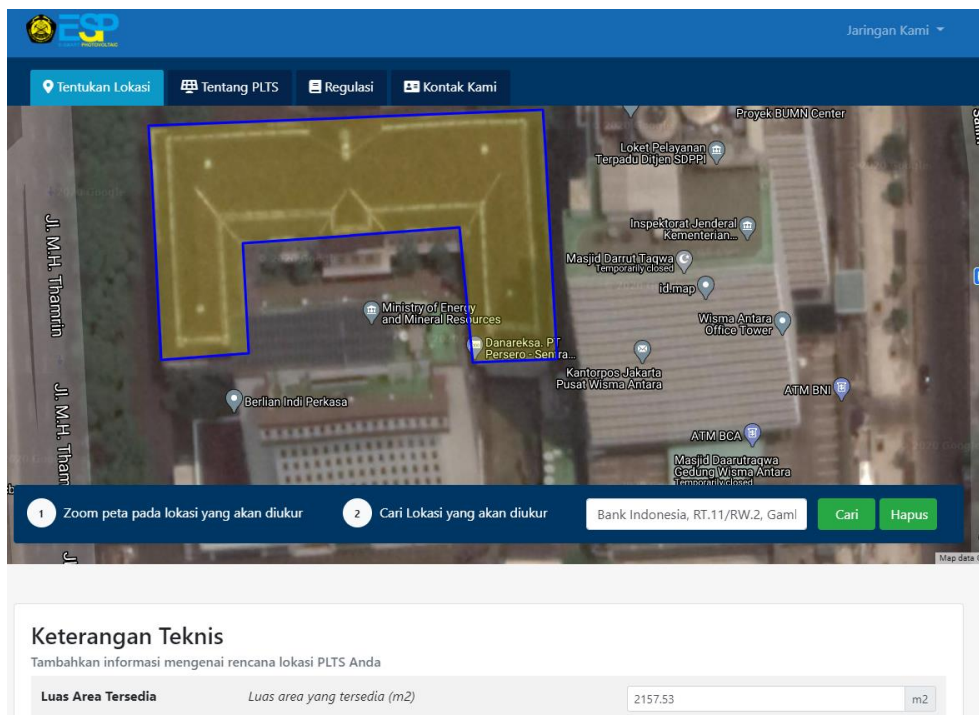 ESP
Jaringan Kami
Tentukan Lokasi
Tentang PLTS
Regulasi
Kontak Kami
Proyek BUMN Center
Loket Pelayanan
Terpadu Ditjen SDPPI
Inspektorat Jenderal
Kementerian...
Masjid Darrut Taqwa
Temporarily closed
id.map
Jl. M.H. Thamrin
Ministry of Energy
and Mineral Resources
Wisma Antara
Office Tower
Danareksa. PT
Persero - Sentra...
Kantorpos Jakarta
Pusat Wisma Antara
ATM BNI
Berlian Indi Perkasa
Jl. M.H. Tham
ATM BCA
Masjid Daarutraqwa
Gedung Wisma Antara
Temporarily closed
1 Zoom peta pada lokasi yang akan diukur
2 Cari Lokasi yang akan diukur
Bank Indonesia, RT.11/RW.2, Gaml
Cari
Hapus
Map data
Keterangan Teknis
Tambahkan informasi mengenai rencana lokasi PLTS Anda
Luas Area Tersedia
Luas area yang tersedia (m2)
2157.53
m2